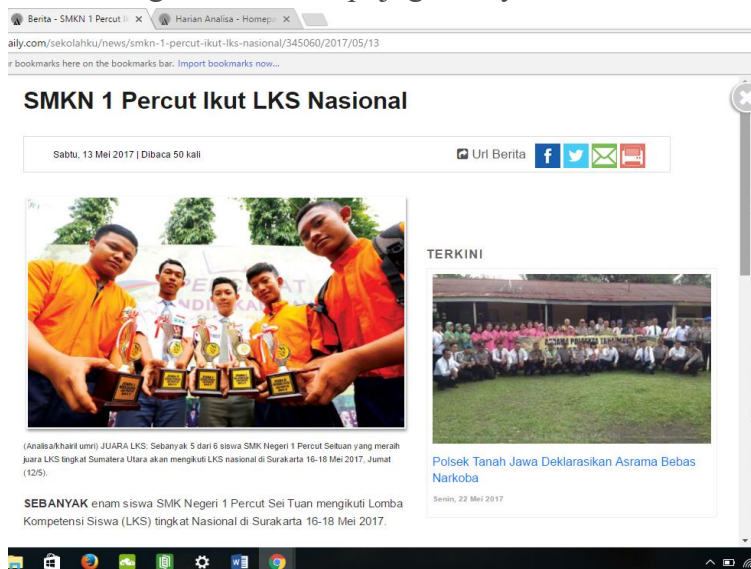 Berita - SMKN 1 Percut I
Harian Analisa - Homep
aily.com/sekolahku/news/smkn-1-percut-ikut-lks-nasional/345060/2017/05/13
bookmarks here on the bookmarks bar. Import bookmarks now...
SMKN 1 Percut Ikut LKS Nasional
Sabtu, 13 Mei 2017 | Dibaca 50 kali
Url Berita
TERKINI
(Analisa/khairil umri) JUARA LKS: Sebanyak 5 dari 6 siswa SMK Negeri 1 Percut Seituan yang meraih
juara LKS tingkat Sumatera Utara akan mengikuti LKS nasional di Surakarta 16-18 Mei 2017, Jumat
(12/5).
SEBANYAK enam siswa SMK Negeri 1 Percut Sei Tuan mengikuti Lomba
Kompetensi Siswa (LKS) tingkat Nasional di Surakarta 16-18 Mei 2017.
Polsek Tanah Jawa Deklarasikan Asrama Bebas
Narkoba
Senin, 22 Mei 2017